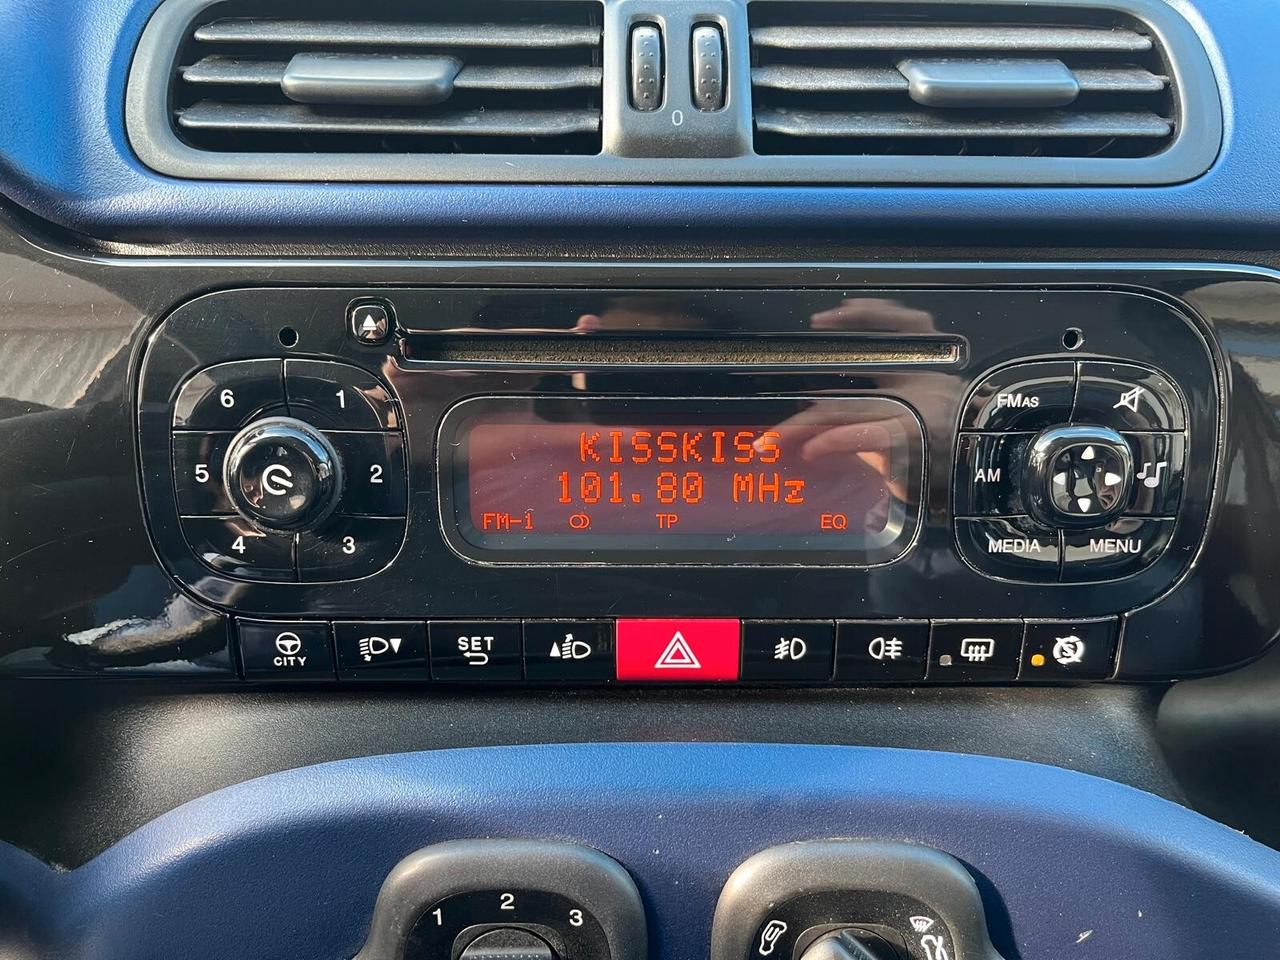 0
6 1
5 2
4 3
KISSKISS
101.80 MHz
FM-1 TP EQ
FMAS
AM
MEDIA MENU
CITY
SET
1 2 3